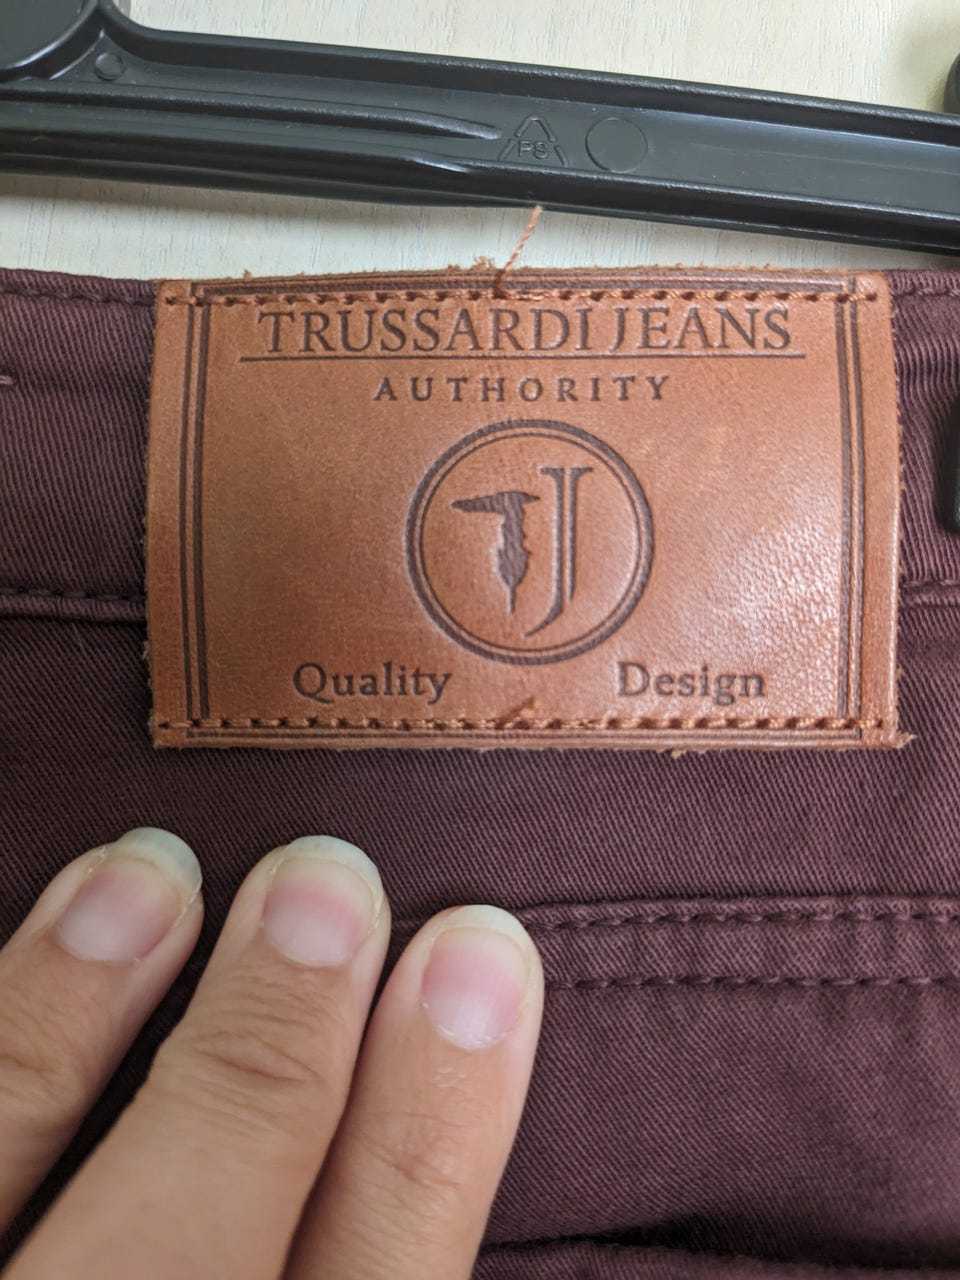 PS
TRUSSARDI JEANS
AUTHORITY
TJ
Quality Design